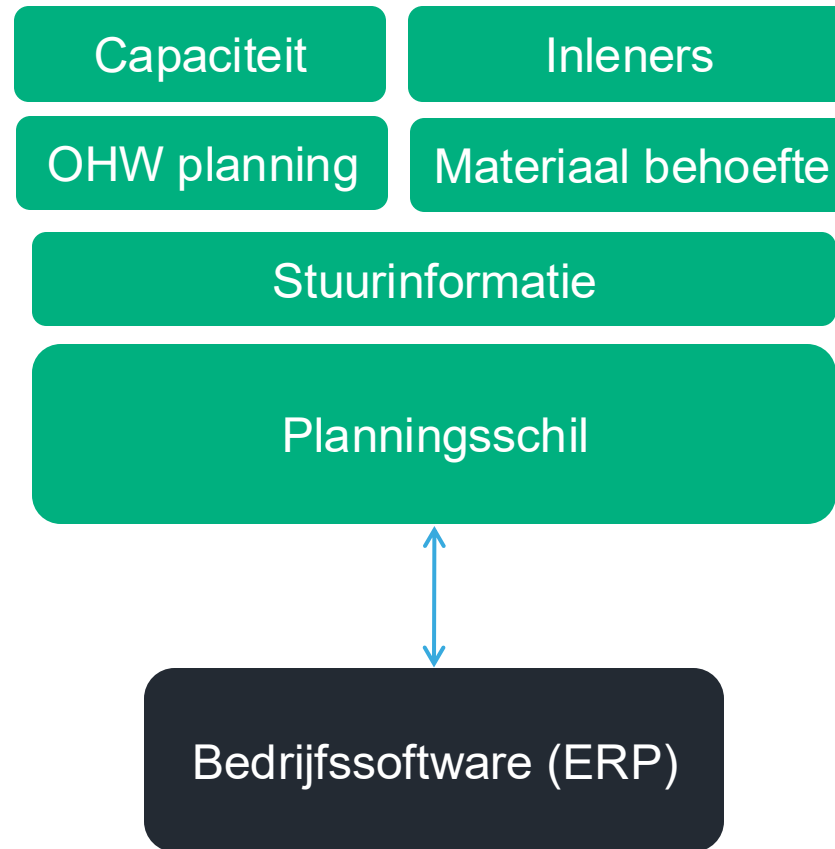 Capaciteit
Inleners
OHW planning
Materiaal behoefte
Stuurinformatie
Planningsschil
Bedrijfssoftware (ERP)